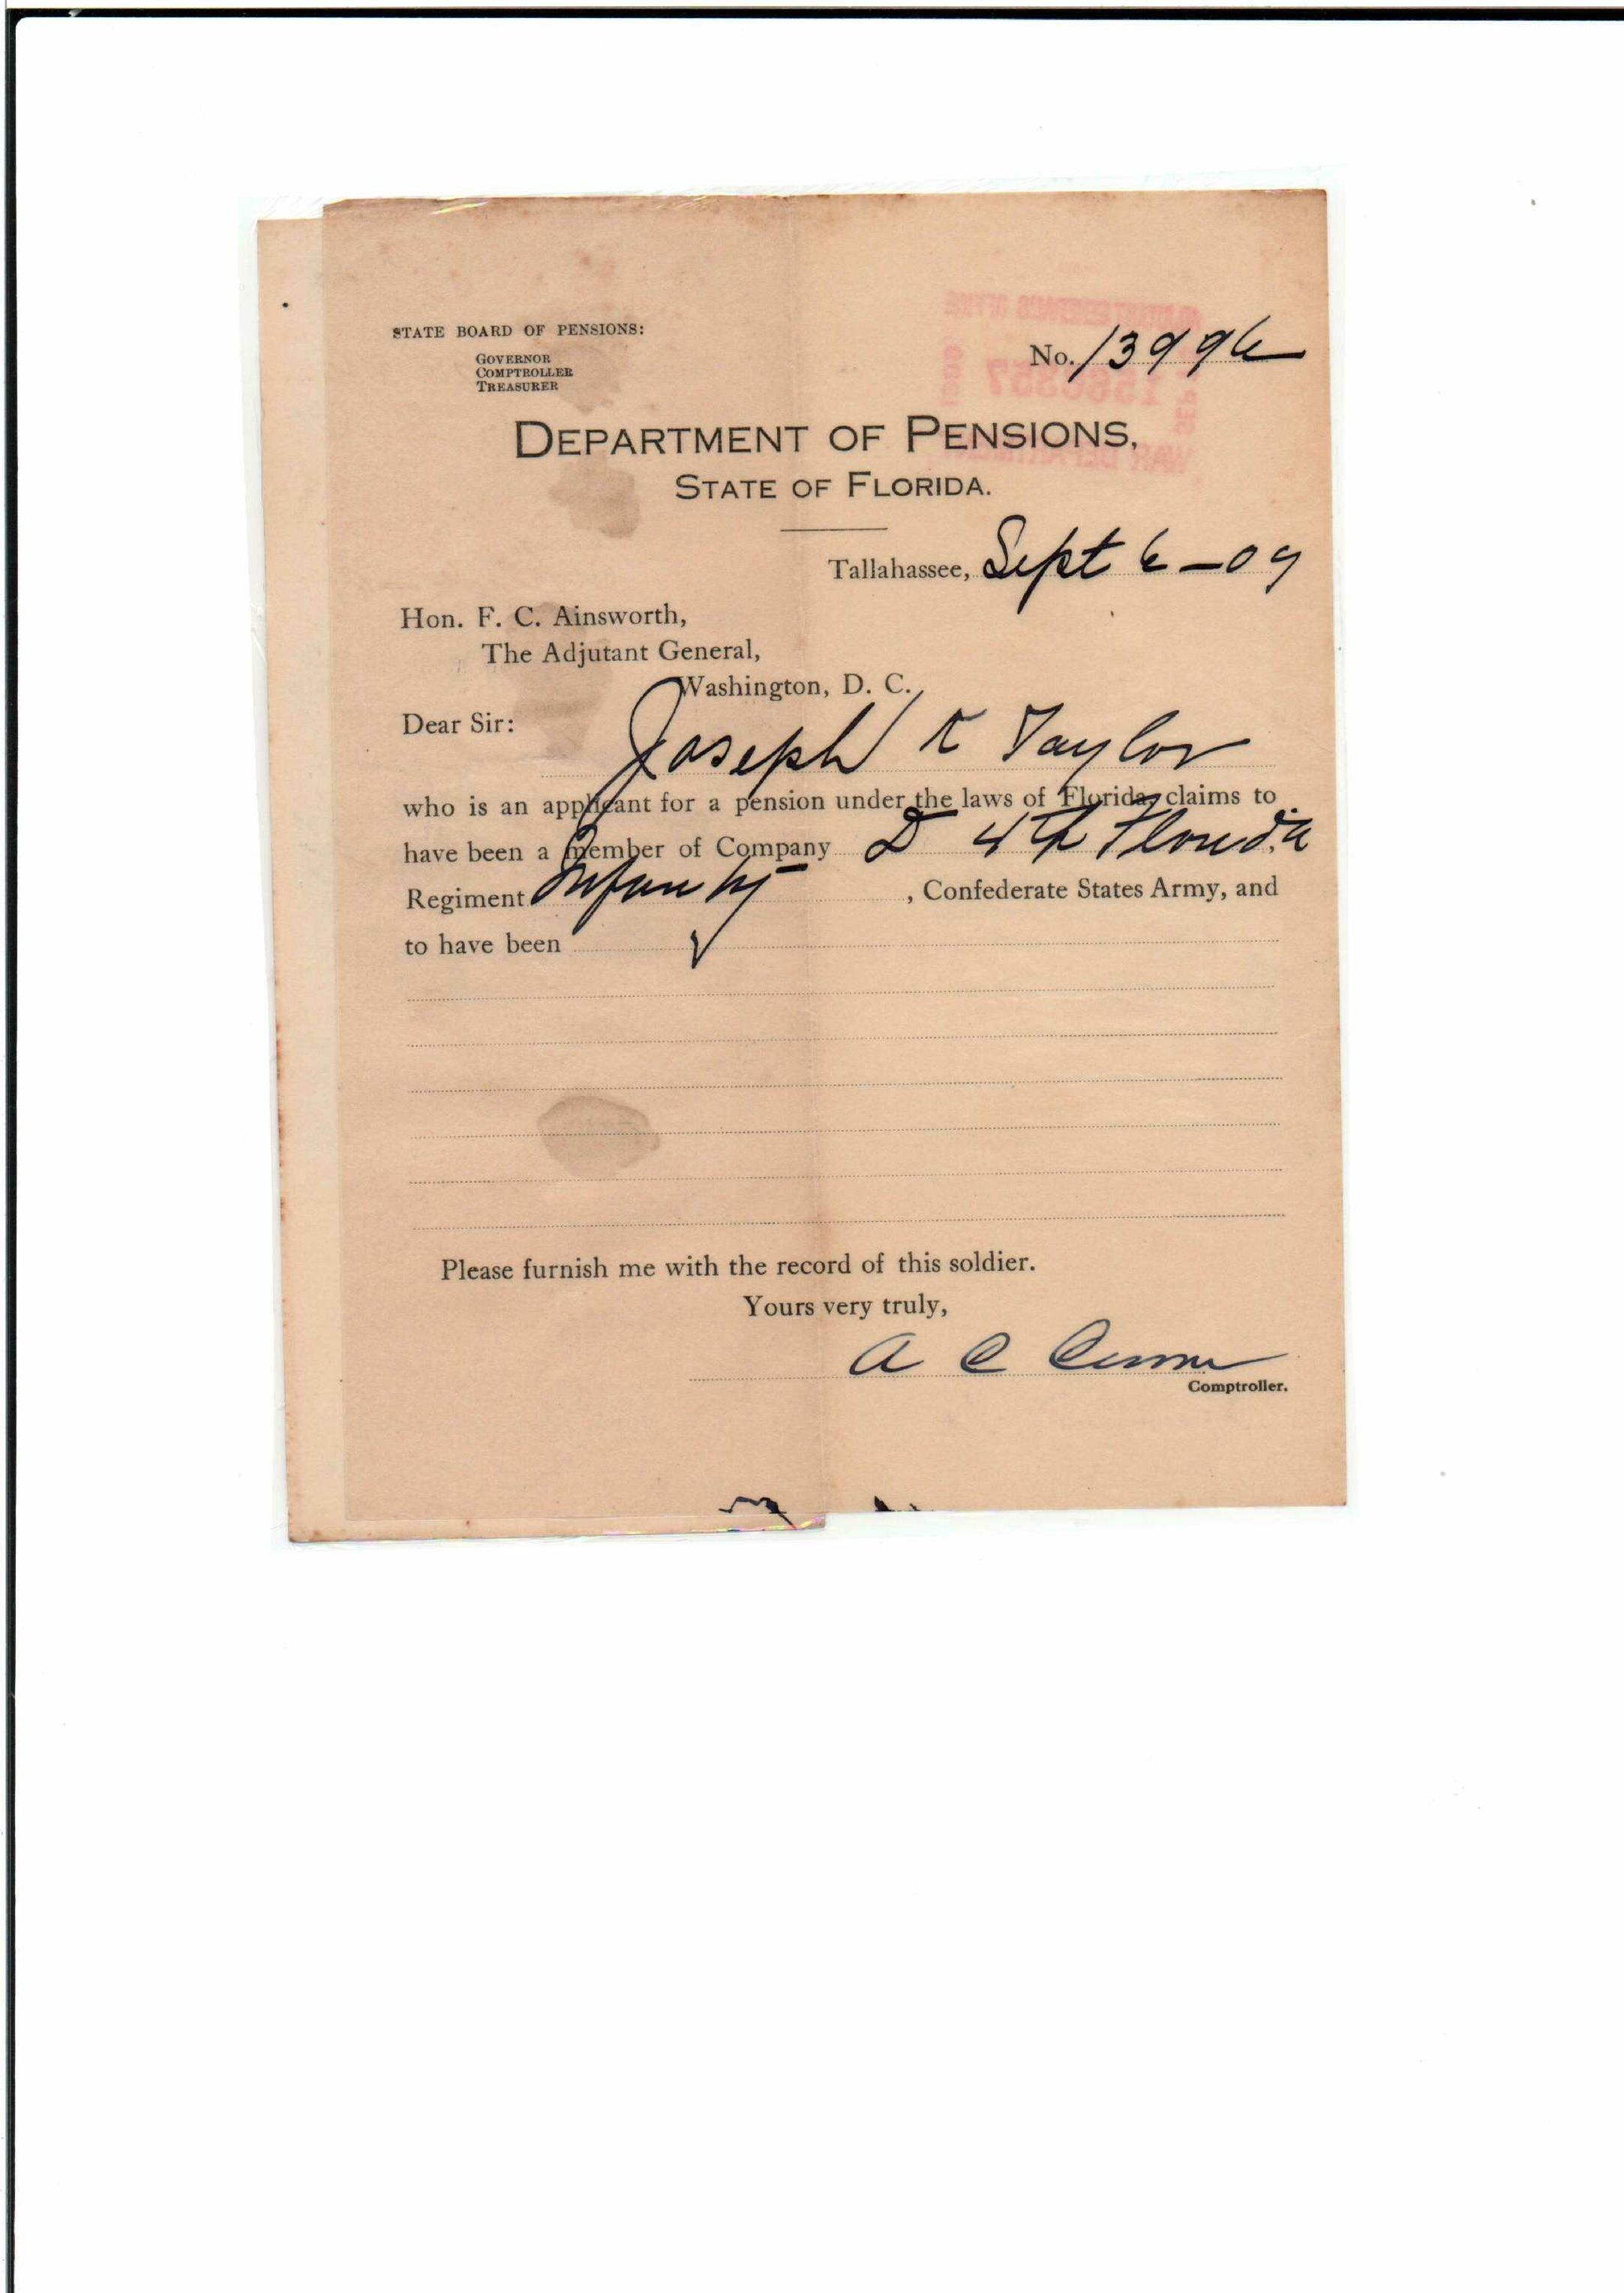 STATE BOARD OF PENSIONS:
GOVERNOR
COMPTROLLER
TREASURER
No. 13996
DEPARTMENT OF PENSIONS,
STATE OF FLORIDA.
Tallahassee, Sept 6-09
Hon. F. C. Ainsworth,
The Adjutant General,
Washington, D. C.
Dear Sir:
Joseph K Taylor
who is an applicant for a pension under the laws of Florida, claims to
have been a member of Company D 4th Florida
Regiment Infantry, Confederate States Army, and
to have been
Please furnish me with the record of this soldier.
Yours very truly,
A C
Comptroller.